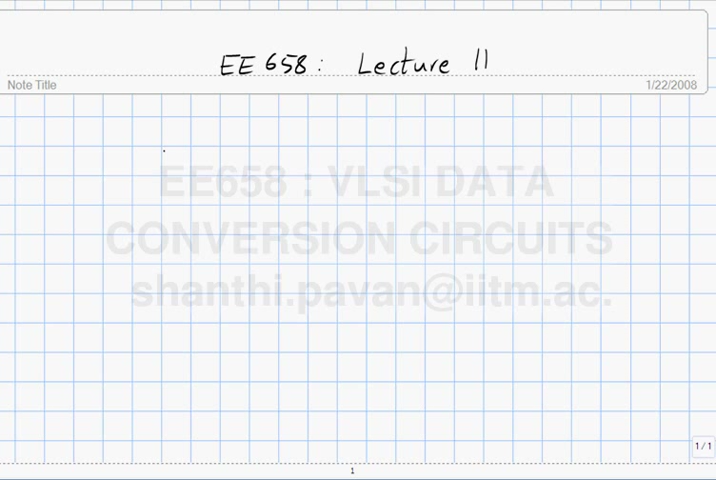 EE 658 : Lecture 11
Note Title
1/22/2008
EE658 : VLSI DATA
CONVERSION CIRCUITS
shanthi.pavan@iitm.ac.
1/1
1